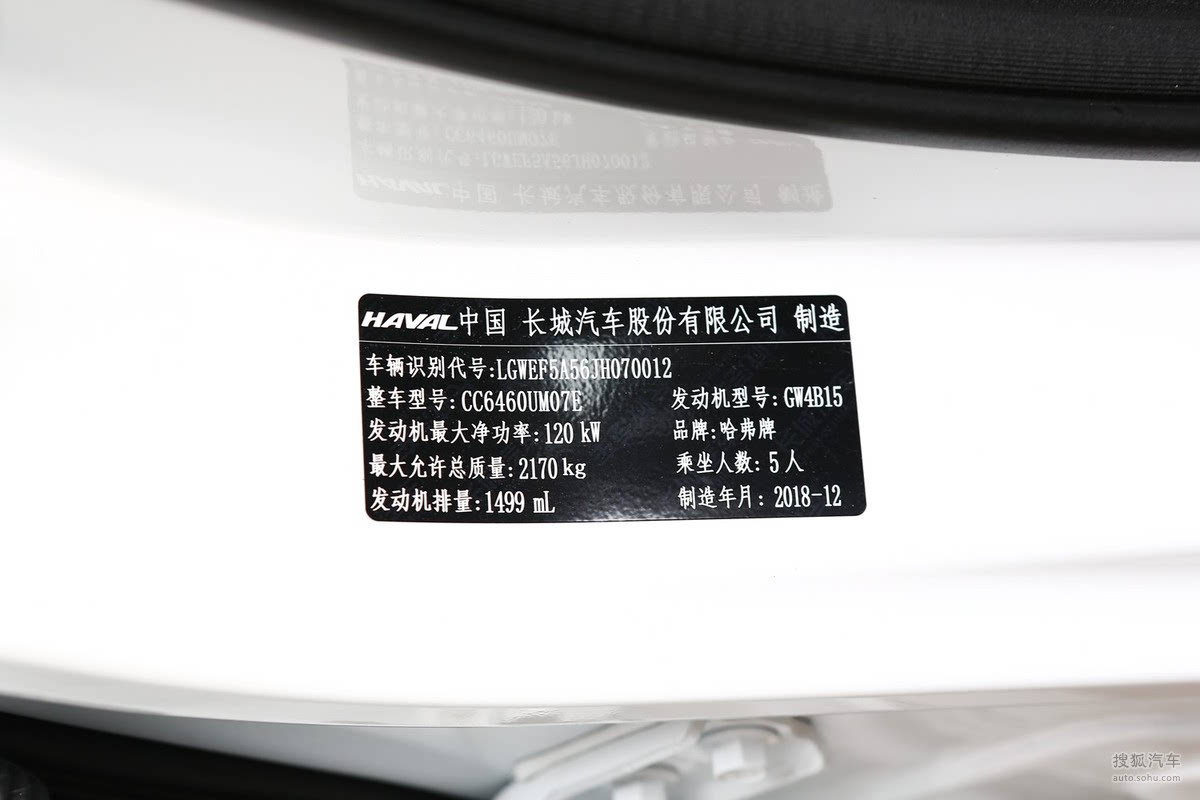 HAVAL中国 长城汽车股份有限公司 制造
车辆识别代号:LGWEF5A56JH070012
整车型号:CC6460UM07E 发动机型号:GW4B15
发动机最大净功率:120 kW 品牌:哈弗牌
最大允许总质量:2170 kg 乘坐人数: 5 人
发动机排量:1499 mL 制造年月: 2018-12
搜狐汽车
auto.sohu.com